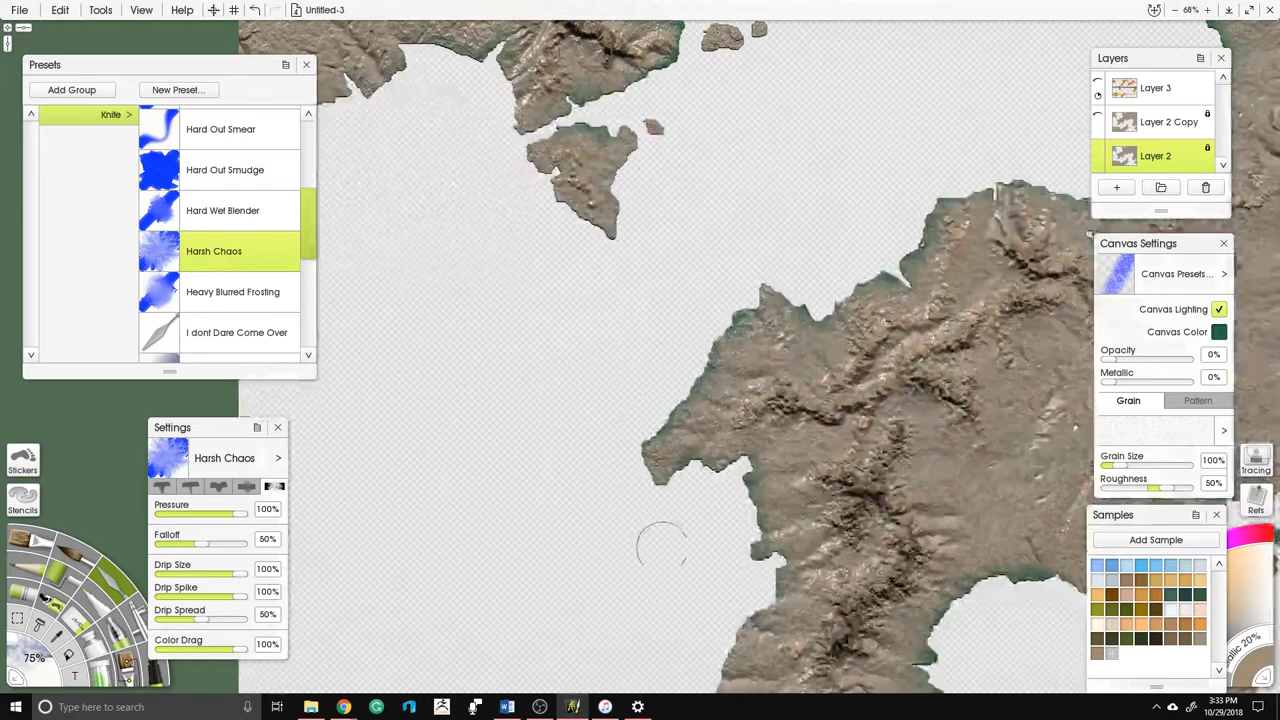 File Edit Tools View Help Untitled-3 68%
Presets
Add Group New Preset...
Knife >
Hard Out Smear
Hard Out Smudge
Hard Wet Blender
Harsh Chaos
Heavy Blurred Frosting
I dont Dare Come Over
Settings
Harsh Chaos >
Pressure 100%
Falloff 50%
Drip Size 100%
Drip Spike 100%
Drip Spread 50%
Color Drag 100%
Stickers
Stencils
75%
T
Layers
Layer 3
Layer 2 Copy
Layer 2
Canvas Settings
Canvas Presets... >
Canvas Lighting
Canvas Color
Opacity 0%
Metallic 0%
Grain Pattern
Grain Size 100%
Roughness 50%
Tracing
Refs
Samples
Add Sample
Metallic 20%
Type here to search
3:33 PM
10/29/2018